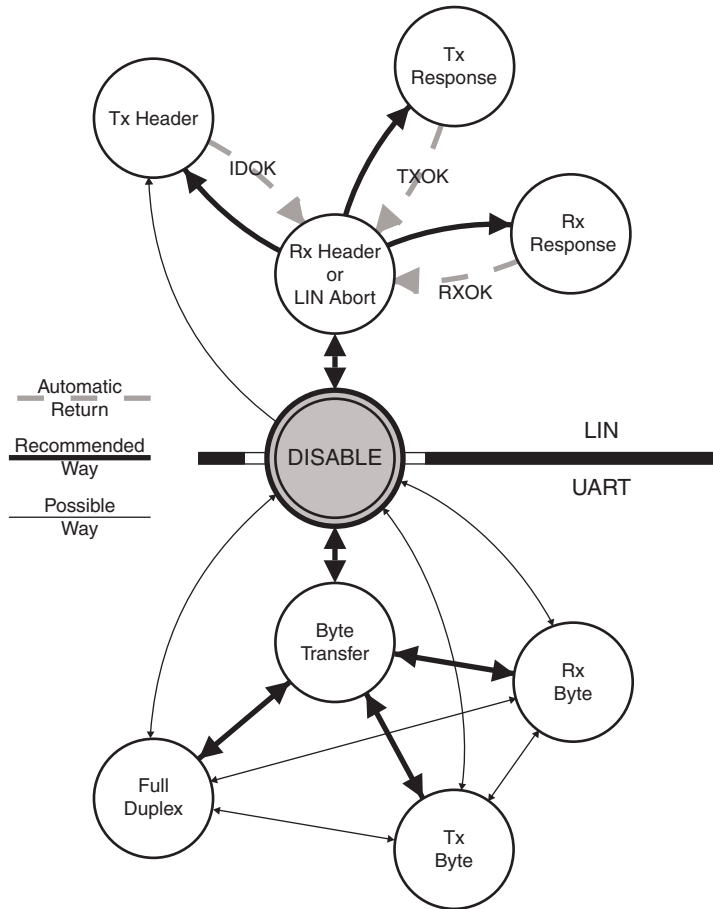 Tx
Response
Tx Header
IDOK
TXOK
Rx
Response
Rx Header
or
LIN Abort
RXOK
Automatic
Return
Recommended
Way
Possible
Way
DISABLE
LIN
UART
Byte
Transfer
Rx
Byte
Full
Duplex
Tx
Byte